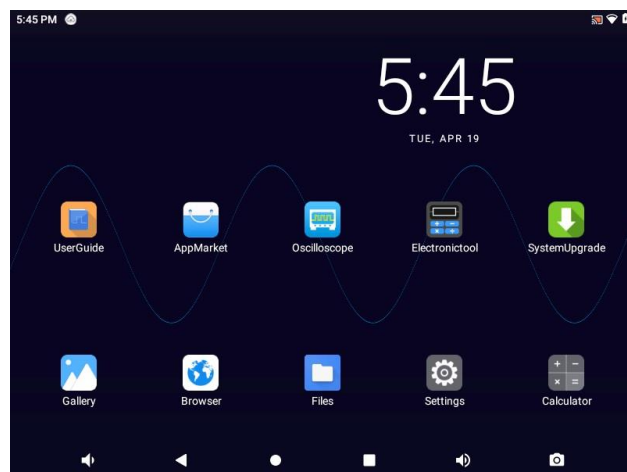 5:45 PM
5:45
TUE, APR 19
UserGuide
AppMarket
Oscilloscope
Electronictool
SystemUpgrade
Gallery
Browser
Files
Settings
Calculator